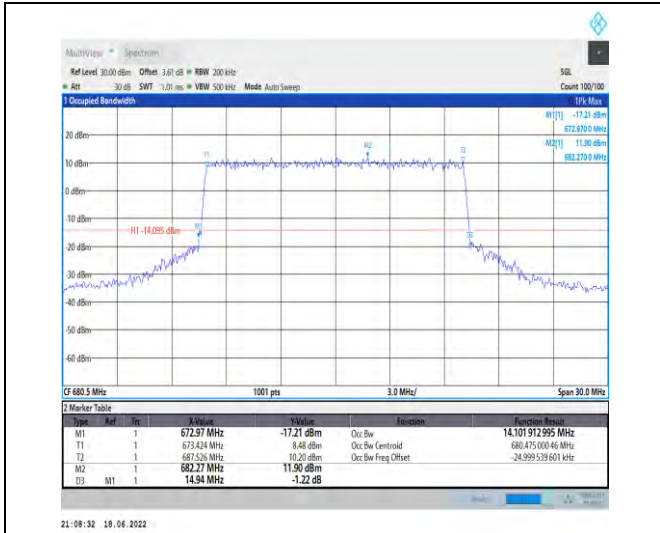 MultiView Spectrum
Ref Level 30.00 dBm Offset 3.61 dB RBW 200 kHz SGL
Att 30 dB SWT 1.01 ms VBW 500 kHz Mode Auto Sweep Count 100/100
1 Occupied Bandwidth 1Pk Max
M1[1] -17.21 dBm
672.9700 MHz
M2[1] 11.90 dBm
682.2700 MHz
20 dBm
M2
T1
T2
10 dBm
0 dBm
-10 dBm
M1
H1 -14.095 dBm
D3
-20 dBm
-30 dBm
-40 dBm
-50 dBm
-60 dBm
CF 680.5 MHz 1001 pts 3.0 MHz/ Span 30.0 MHz
2 Marker Table
Type Ref Trc X-Value Y-Value Function Function Result
M1 1 672.97 MHz -17.21 dBm Occ Bw 14.101 912 995 MHz
T1 1 673.424 MHz 8.48 dBm Occ Bw Centroid 680.475 000 46 MHz
T2 1 687.526 MHz 10.20 dBm Occ Bw Freq Offset -24.999 539 601 kHz
M2 1 682.27 MHz 11.90 dBm
D3 M1 1 14.94 MHz -1.22 dB
21:08:32 18.06.2022